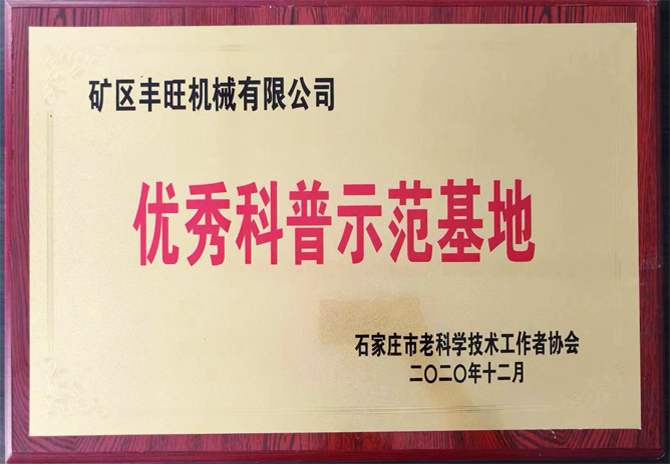 矿区丰旺机械有限公司
优秀科普示范基地
石家庄市老科学技术工作者协会
二〇二〇年十二月